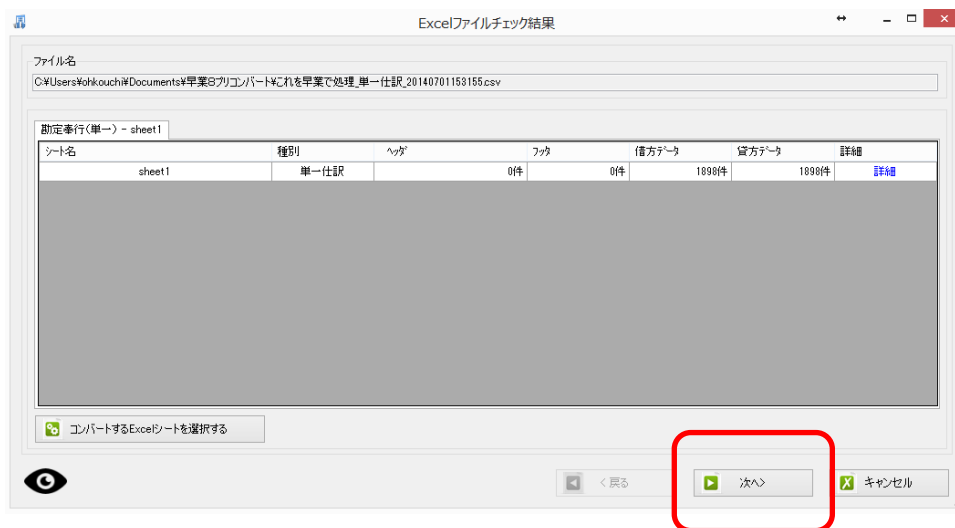 Excelファイルチェック結果
ファイル名
C:¥Users¥ohkouchi¥Documents¥早業BプリコンバートÂ¥これを早業で処理_単一仕訳_20140701153155.csv
勘定奉行(単一) - sheet1
シート名 種別 ヘッダ フッタ 借方データ 貸方データ 詳細
sheet1 単一仕訳 0件 0件 1898件 1898件 詳細
コンバートするExcelシートを選択する
<戻る 次へ> キャンセル